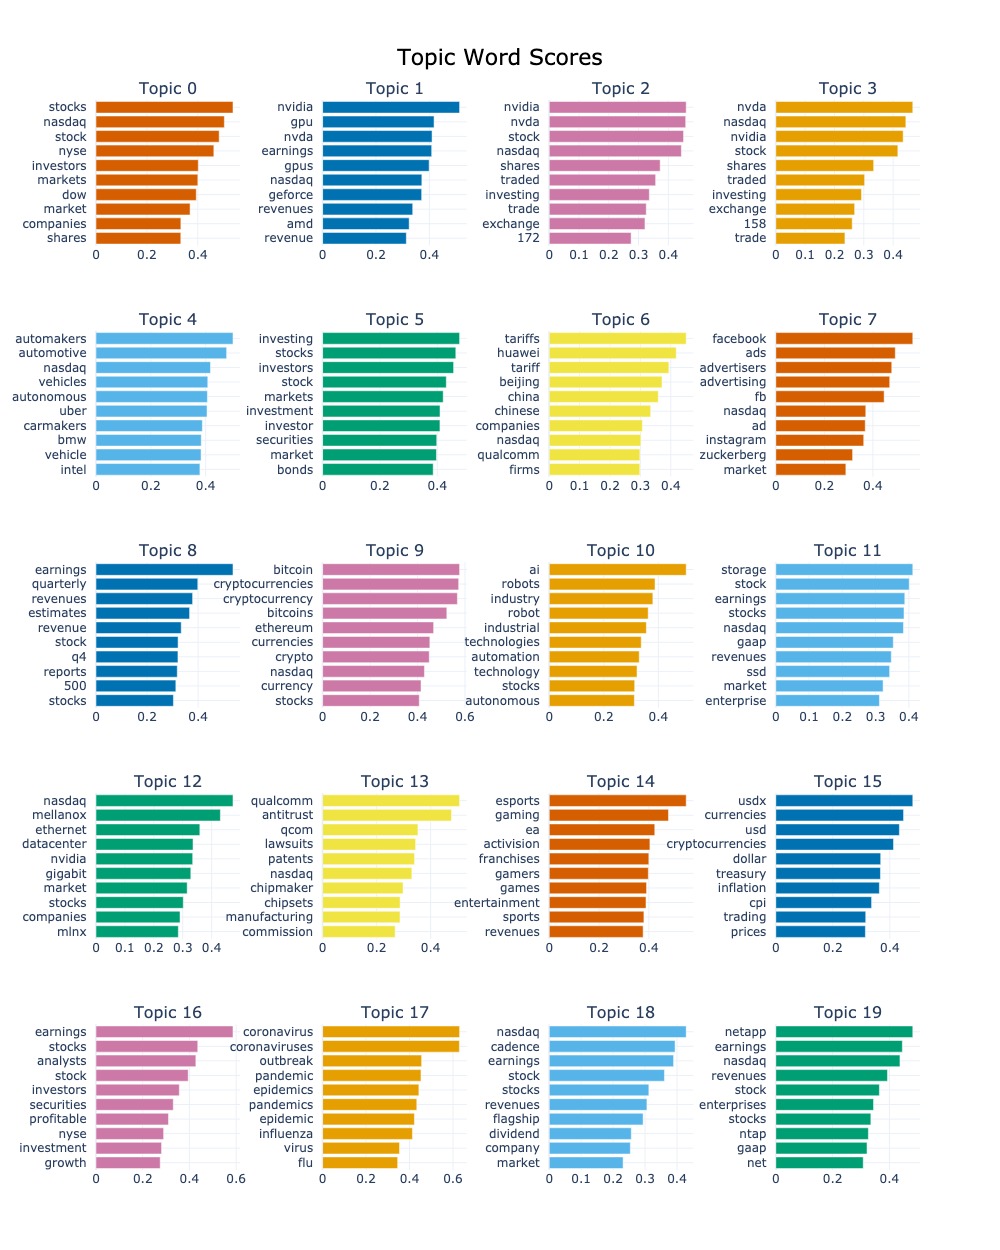 Topic Word Scores
Topic 0
stocks
nasdaq
stock
nyse
investors
markets
dow
market
companies
shares
0 0.2 0.4
Topic 1
nvidia
gpu
nvda
earnings
gpus
nasdaq
geforce
revenues
amd
revenue
0 0.2 0.4
Topic 2
nvidia
nvda
stock
nasdaq
shares
traded
investing
trade
exchange
172
0 0.1 0.2 0.3 0.4
Topic 3
nvda
nasdaq
nvidia
stock
shares
traded
investing
exchange
158
trade
0 0.1 0.2 0.3 0.4
Topic 4
automakers
automotive
nasdaq
vehicles
autonomous
uber
carmakers
bmw
vehicle
intel
0 0.2 0.4
Topic 5
investing
stocks
investors
stock
markets
investment
investor
securities
market
bonds
0 0.2 0.4
Topic 6
tariffs
huawei
tariff
beijing
china
chinese
companies
nasdaq
qualcomm
firms
0 0.1 0.2 0.3 0.4
Topic 7
facebook
ads
advertisers
advertising
fb
nasdaq
ad
instagram
zuckerberg
market
0 0.2 0.4
Topic 8
earnings
quarterly
revenues
estimates
revenue
stock
q4
reports
500
stocks
0 0.2 0.4
Topic 9
bitcoin
cryptocurrencies
cryptocurrency
bitcoins
ethereum
currencies
crypto
nasdaq
currency
stocks
0 0.2 0.4 0.6
Topic 10
ai
robots
industry
robot
industrial
technologies
automation
technology
stocks
autonomous
0 0.2 0.4
Topic 11
storage
stock
earnings
stocks
nasdaq
gaap
revenues
ssd
market
enterprise
0 0.1 0.2 0.3 0.4
Topic 12
nasdaq
mellanox
ethernet
datacenter
nvidia
gigabit
market
stocks
companies
mlnx
0 0.1 0.2 0.3 0.4
Topic 13
qualcomm
antitrust
qcom
lawsuits
patents
nasdaq
chipmaker
chipsets
manufacturing
commission
0 0.2 0.4
Topic 14
esports
gaming
ea
activision
franchises
gamers
games
entertainment
sports
revenues
0 0.2 0.4
Topic 15
usdx
currencies
usd
cryptocurrencies
dollar
treasury
inflation
cpi
trading
prices
0 0.2 0.4
Topic 16
earnings
stocks
analysts
stock
investors
securities
profitable
nyse
investment
growth
0 0.2 0.4 0.6
Topic 17
coronavirus
coronaviruses
outbreak
pandemic
epidemics
pandemics
epidemic
influenza
virus
flu
0 0.2 0.4 0.6
Topic 18
nasdaq
cadence
earnings
stock
stocks
revenues
flagship
dividend
company
market
0 0.1 0.2 0.3 0.4
Topic 19
netapp
earnings
nasdaq
revenues
stock
enterprises
stocks
ntap
gaap
net
0 0.2 0.4